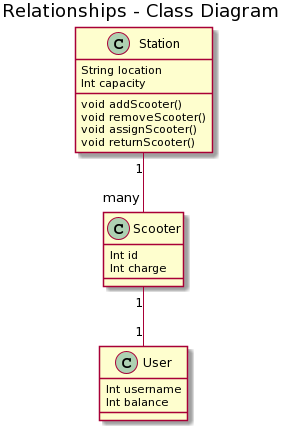 Relationships - Class Diagram
C Station
String location
Int capacity
void addScooter()
void removeScooter()
void assignScooter()
void returnScooter()
1
many
C Scooter
Int id
Int charge
1
1
C User
Int username
Int balance